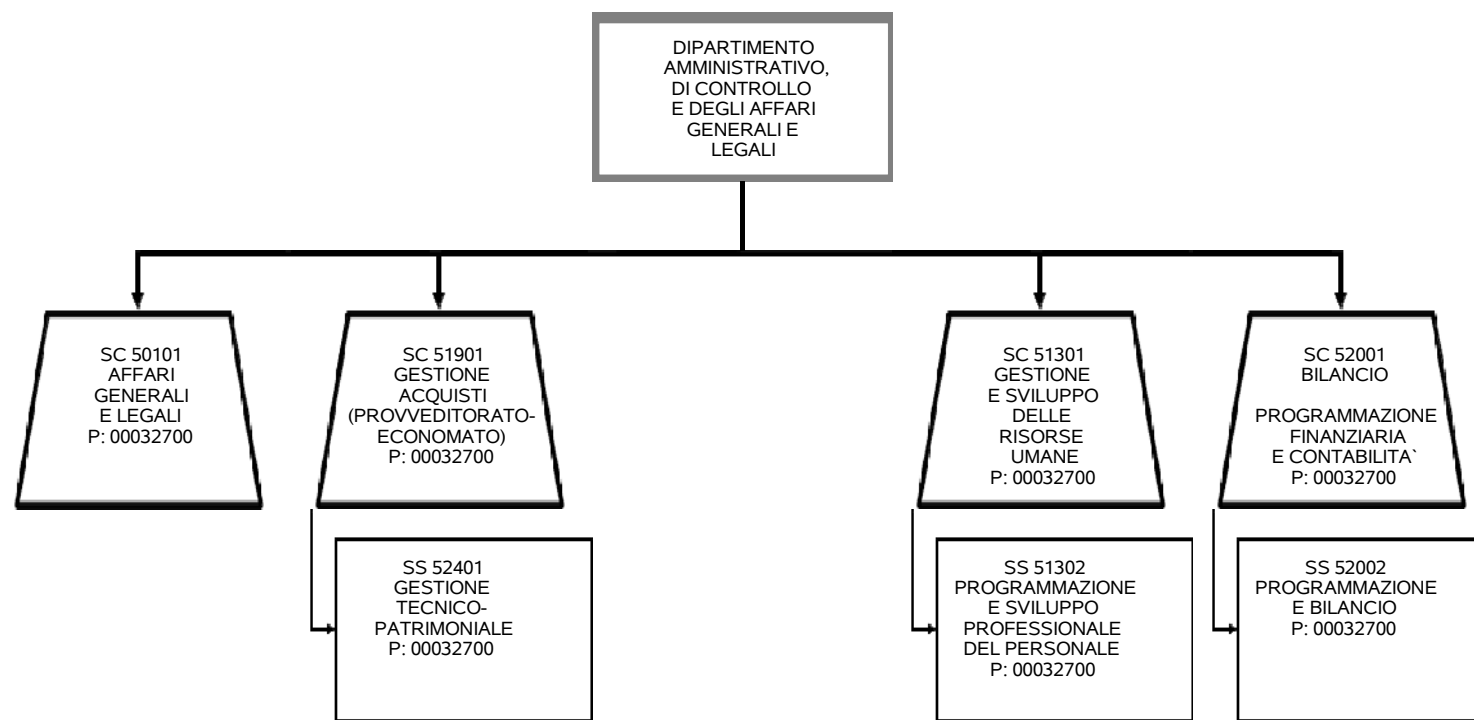 DIPARTIMENTO
AMMINISTRATIVO,
DI CONTROLLO
E DEGLI AFFARI
GENERALI E
LEGALI
SC 50101
AFFARI
GENERALI
E LEGALI
P: 00032700
SC 51901
GESTIONE
ACQUISTI
(PROVVEDITORATO-
ECONOMATO)
P: 00032700
SC 51301
GESTIONE
E SVILUPPO
DELLE
RISORSE
UMANE
P: 00032700
SC 52001
BILANCIO
PROGRAMMAZIONE
FINANZIARIA
E CONTABILITA`
P: 00032700
SS 52401
GESTIONE
TECNICO-
PATRIMONIALE
P: 00032700
SS 51302
PROGRAMMAZIONE
E SVILUPPO
PROFESSIONALE
DEL PERSONALE
P: 00032700
SS 52002
PROGRAMMAZIONE
E BILANCIO
P: 00032700